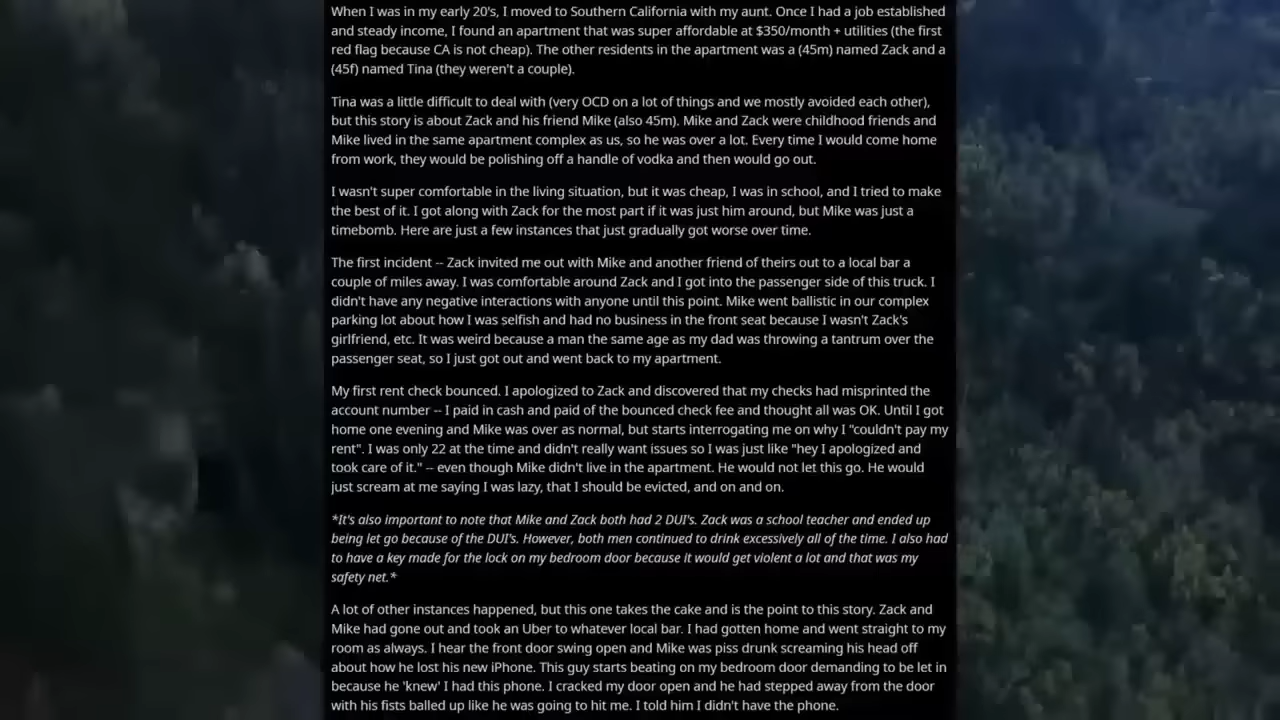 When I was in my early 20's, I moved to Southern California with my aunt. Once I had a job established
and steady income, I found an apartment that was super affordable at $350/month + utilities (the first
red flag because CA is not cheap). The other residents in the apartment was a (45m) named Zack and a
(45f) named Tina (they weren't a couple).
Tina was a little difficult to deal with (very OCD on a lot of things and we mostly avoided each other),
but this story is about Zack and his friend Mike (also 45m). Mike and Zack were childhood friends and
Mike lived in the same apartment complex as us, so he was over a lot. Every time I would come home
from work, they would be polishing off a handle of vodka and then would go out.
I wasn't super comfortable in the living situation, but it was cheap, I was in school, and I tried to make
the best of it. I got along with Zack for the most part if it was just him around, but Mike was just a
timebomb. Here are just a few instances that just gradually got worse over time.
The first incident -- Zack invited me out with Mike and another friend of theirs out to a local bar a
couple of miles away. I was comfortable around Zack and I got into the passenger side of this truck. I
didn't have any negative interactions with anyone until this point. Mike went ballistic in our complex
parking lot about how I was selfish and had no business in the front seat because I wasn't Zack's
girlfriend, etc. It was weird because a man the same age as my dad was throwing a tantrum over the
passenger seat, so I just got out and went back to my apartment.
My first rent check bounced. I apologized to Zack and discovered that my checks had misprinted the
account number -- I paid in cash and paid of the bounced check fee and thought all was OK. Until I got
home one evening and Mike was over as normal, but starts interrogating me on why I "couldn't pay my
rent". I was only 22 at the time and didn't really want issues so I was just like "hey I apologized and
took care of it." -- even though Mike didn't live in the apartment. He would not let this go. He would
just scream at me saying I was lazy, that I should be evicted, and on and on.
*It's also important to note that Mike and Zack both had 2 DUI's. Zack was a school teacher and ended up
being let go because of the DUI's. However, both men continued to drink excessively all of the time. I also had
to have a key made for the lock on my bedroom door because it would get violent a lot and that was my
safety net.*
A lot of other instances happened, but this one takes the cake and is the point to this story. Zack and
Mike had gone out and took an Uber to whatever local bar. I had gotten home and went straight to my
room as always. I hear the front door swing open and Mike was piss drunk screaming his head off
about how he lost his new iPhone. This guy starts beating on my bedroom door demanding to be let in
because he 'knew' I had this phone. I cracked my door open and he had stepped away from the door
with his fists balled up like he was going to hit me. I told him I didn't have the phone.